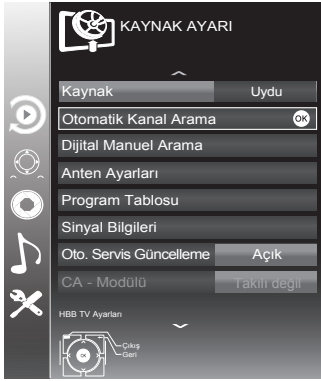 KAYNAK AYARI
Kaynak Uydu
Otomatik Kanal Arama OK
Dijital Manuel Arama
Anten Ayarları
Program Tablosu
Sinyal Bilgileri
Oto. Servis Güncelleme Açık
CA - Modülü Takılı değil
HBB TV Ayarları
Çıkış
Geri
OK